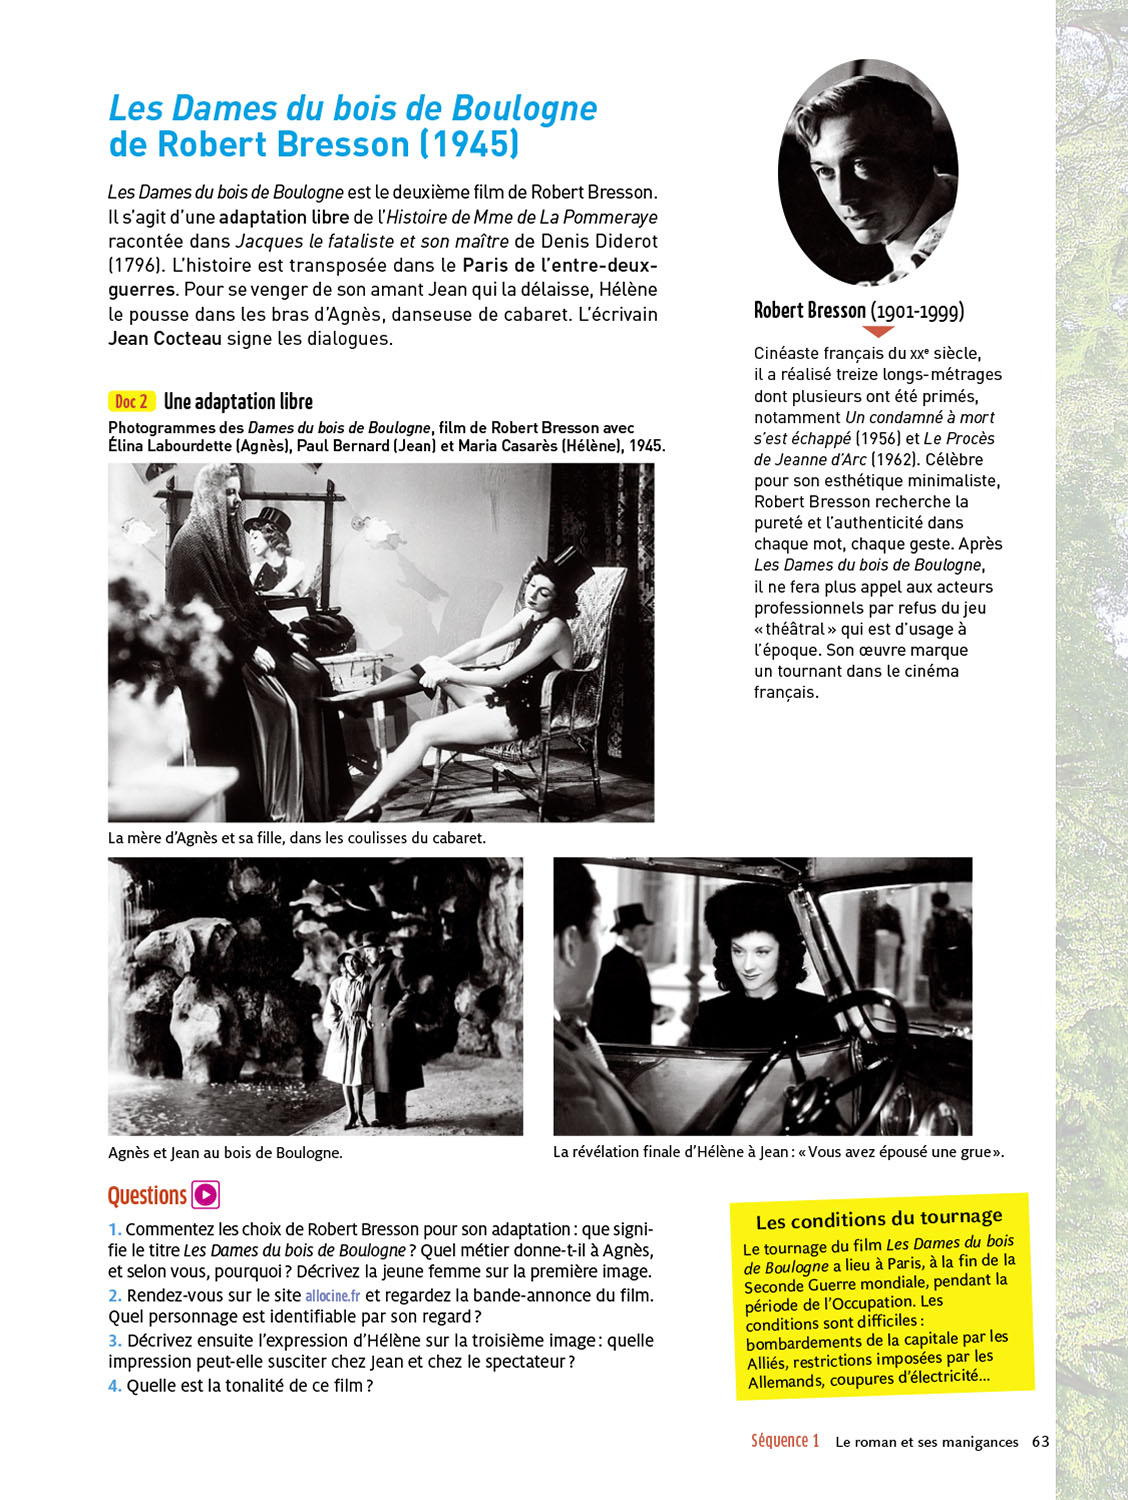 Les Dames du bois de Boulogne
de Robert Bresson (1945)
Les Dames du bois de Boulogne est le deuxième film de Robert Bresson.
Il s'agit d'une adaptation libre de l'Histoire de Mme de La Pommeraye
racontée dans Jacques le fataliste et son maître de Denis Diderot
(1796). L'histoire est transposée dans le Paris de l'entre-deux-
guerres. Pour se venger de son amant Jean qui la délaisse, Hélène
le pousse dans les bras d'Agnès, danseuse de cabaret. L'écrivain
Jean Cocteau signe les dialogues.
Robert Bresson (1901-1999)
Cinéaste français du XXe siècle,
il a réalisé treize longs-métrages
dont plusieurs ont été primés,
notamment Un condamné à mort
s'est échappé (1956) et Le Procès
de Jeanne d'Arc (1962). Célèbre
pour son esthétique minimaliste,
Robert Bresson recherche la
pureté et l'authenticité dans
chaque mot, chaque geste. Après
Les Dames du bois de Boulogne,
il ne fera plus appel aux acteurs
professionnels par refus du jeu
« théâtral » qui est d'usage à
l'époque. Son œuvre marque
un tournant dans le cinéma
français.
Doc 2 Une adaptation libre
Photogrammes des Dames du bois de Boulogne, film de Robert Bresson avec
Élina Labourdette (Agnès), Paul Bernard (Jean) et Maria Casarès (Hélène), 1945.
La mère d'Agnès et sa fille, dans les coulisses du cabaret.
Agnès et Jean au bois de Boulogne.
La révélation finale d'Hélène à Jean : « Vous avez épousé une grue ».
Questions
1. Commentez les choix de Robert Bresson pour son adaptation : que signi-
fie le titre Les Dames du bois de Boulogne ? Quel métier donne-t-il à Agnès,
et selon vous, pourquoi ? Décrivez la jeune femme sur la première image.
2. Rendez-vous sur le site allocine.fr et regardez la bande-annonce du film.
Quel personnage est identifiable par son regard ?
3. Décrivez ensuite l'expression d'Hélène sur la troisième image : quelle
impression peut-elle susciter chez Jean et chez le spectateur ?
4. Quelle est la tonalité de ce film ?
Les conditions du tournage
Le tournage du film Les Dames du bois
de Boulogne a lieu à Paris, à la fin de la
Seconde Guerre mondiale, pendant la
période de l'Occupation. Les
conditions sont difficiles :
bombardements de la capitale par les
Alliés, restrictions imposées par les
Allemands, coupures d'électricité...
Séquence 1 Le roman et ses manigances 63